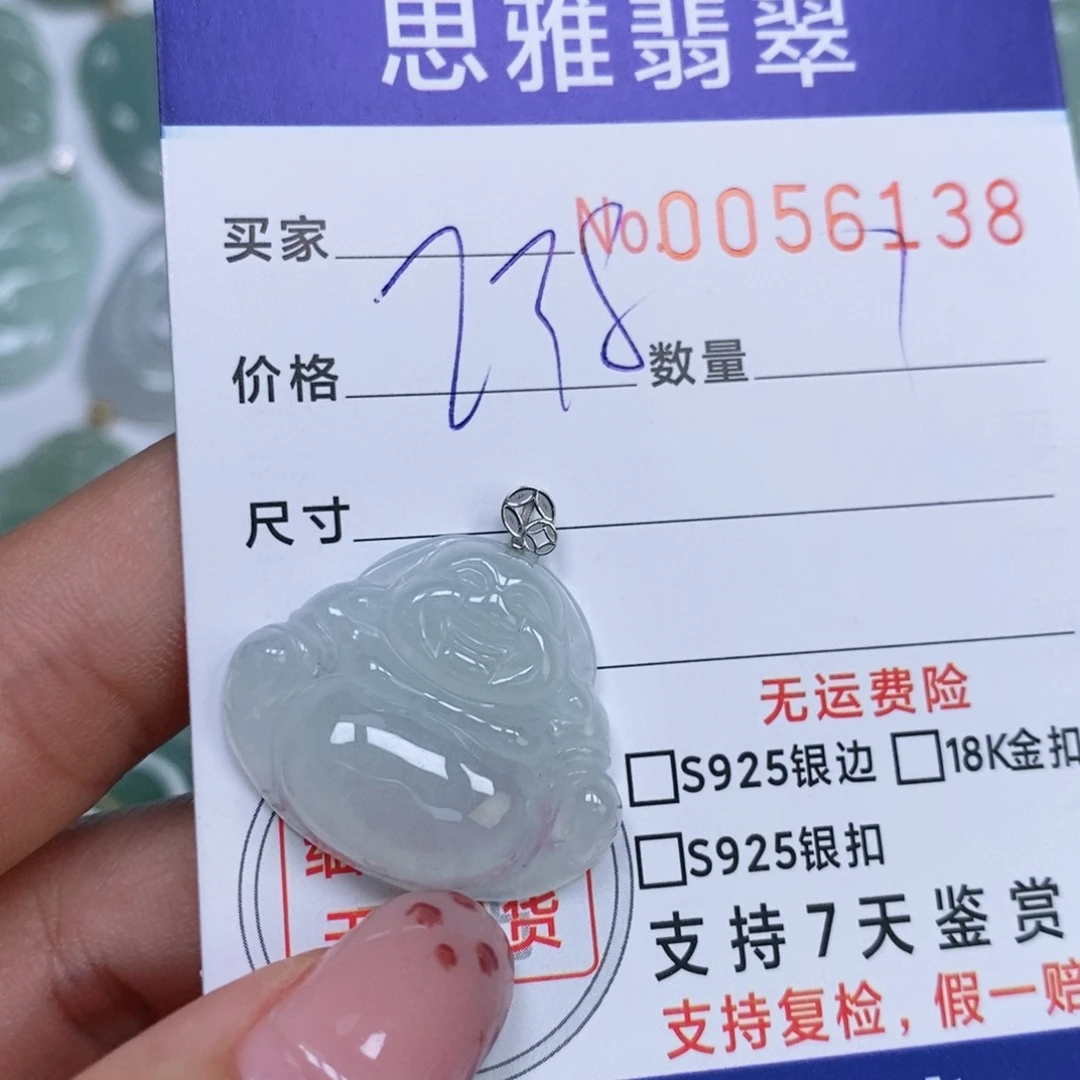 思雅翡翠
No.0056138
买家
价格 238 数量
尺寸
无运费险
□S925银边 □18K金扣
□S925银扣
货
支持7天鉴赏
支持复检，假一赔